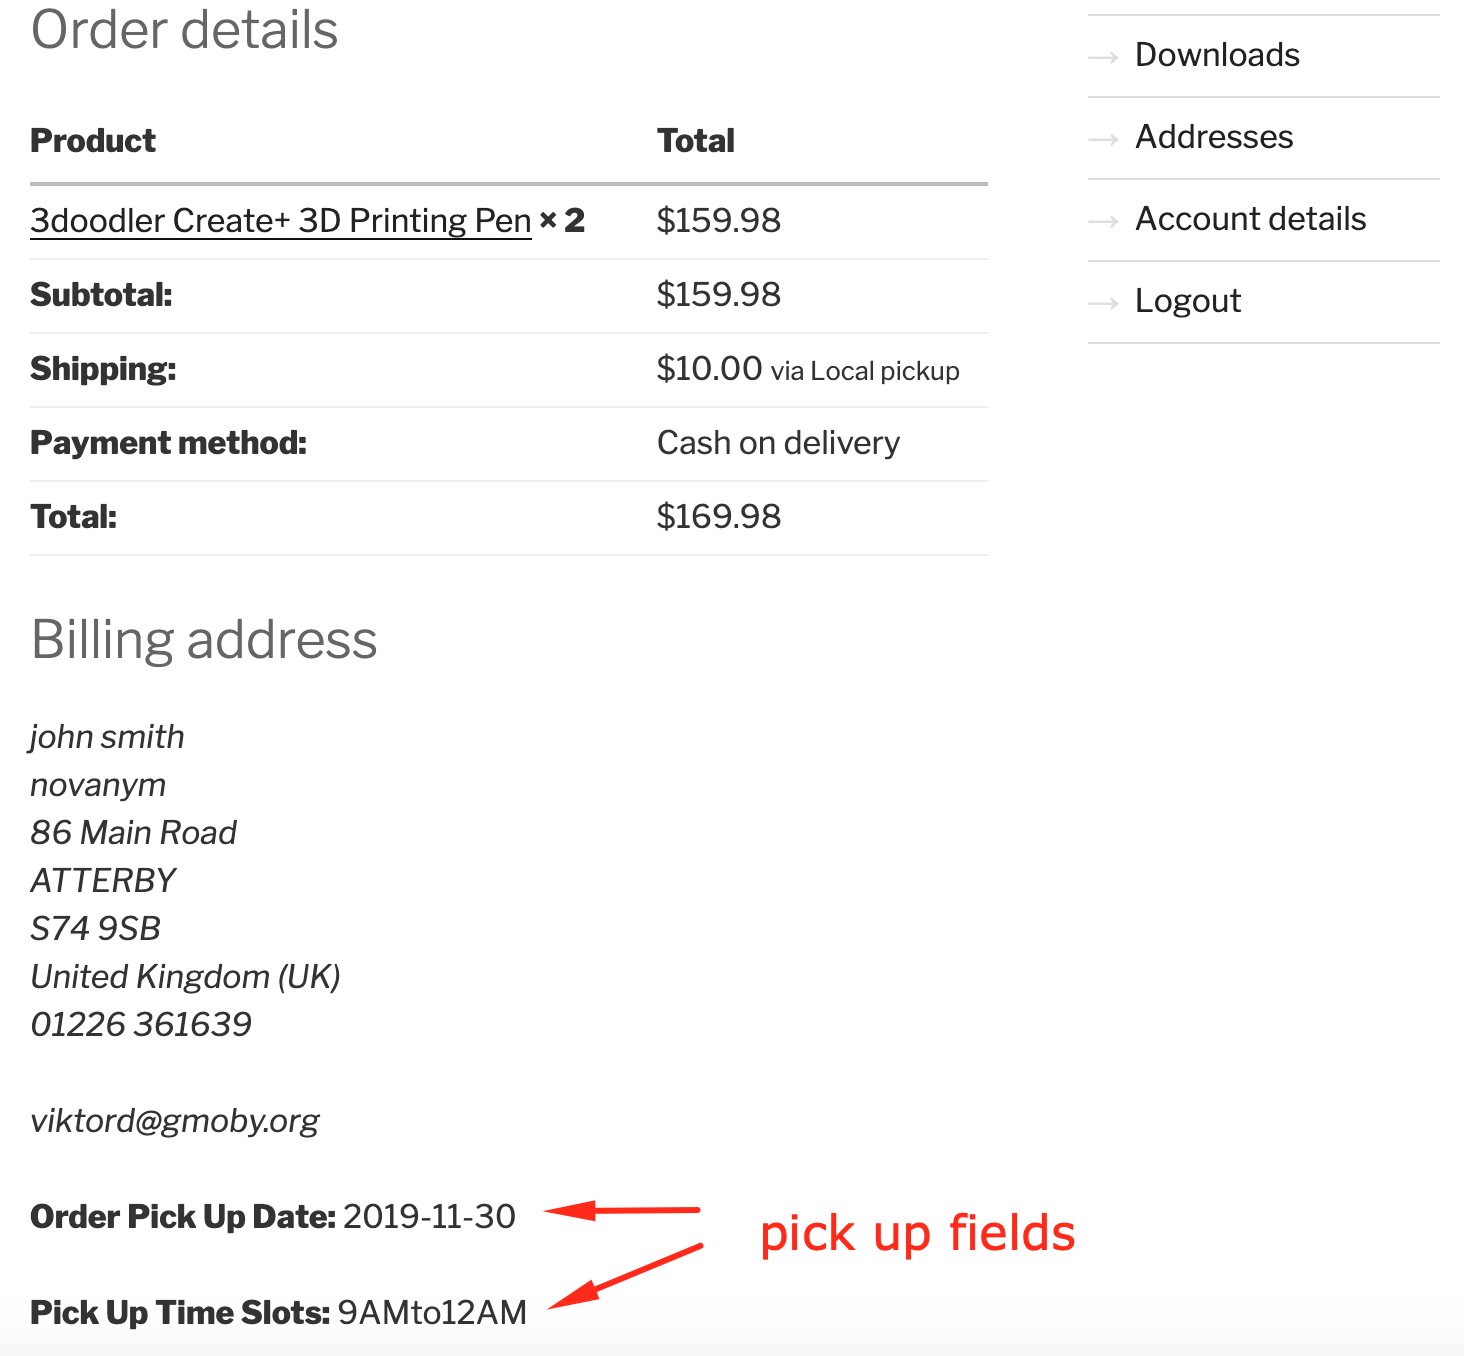 Order details
Product Total
3doodler Create+ 3D Printing Pen × 2 $159.98
Subtotal: $159.98
Shipping: $10.00 via Local pickup
Payment method: Cash on delivery
Total: $169.98
Billing address
john smith
novanym
86 Main Road
ATTERBY
S74 9SB
United Kingdom (UK)
01226 361639
viktord@gmoby.org
Order Pick Up Date: 2019-11-30
pick up fields
Pick Up Time Slots: 9AMto12AM
→ Downloads
→ Addresses
→ Account details
→ Logout